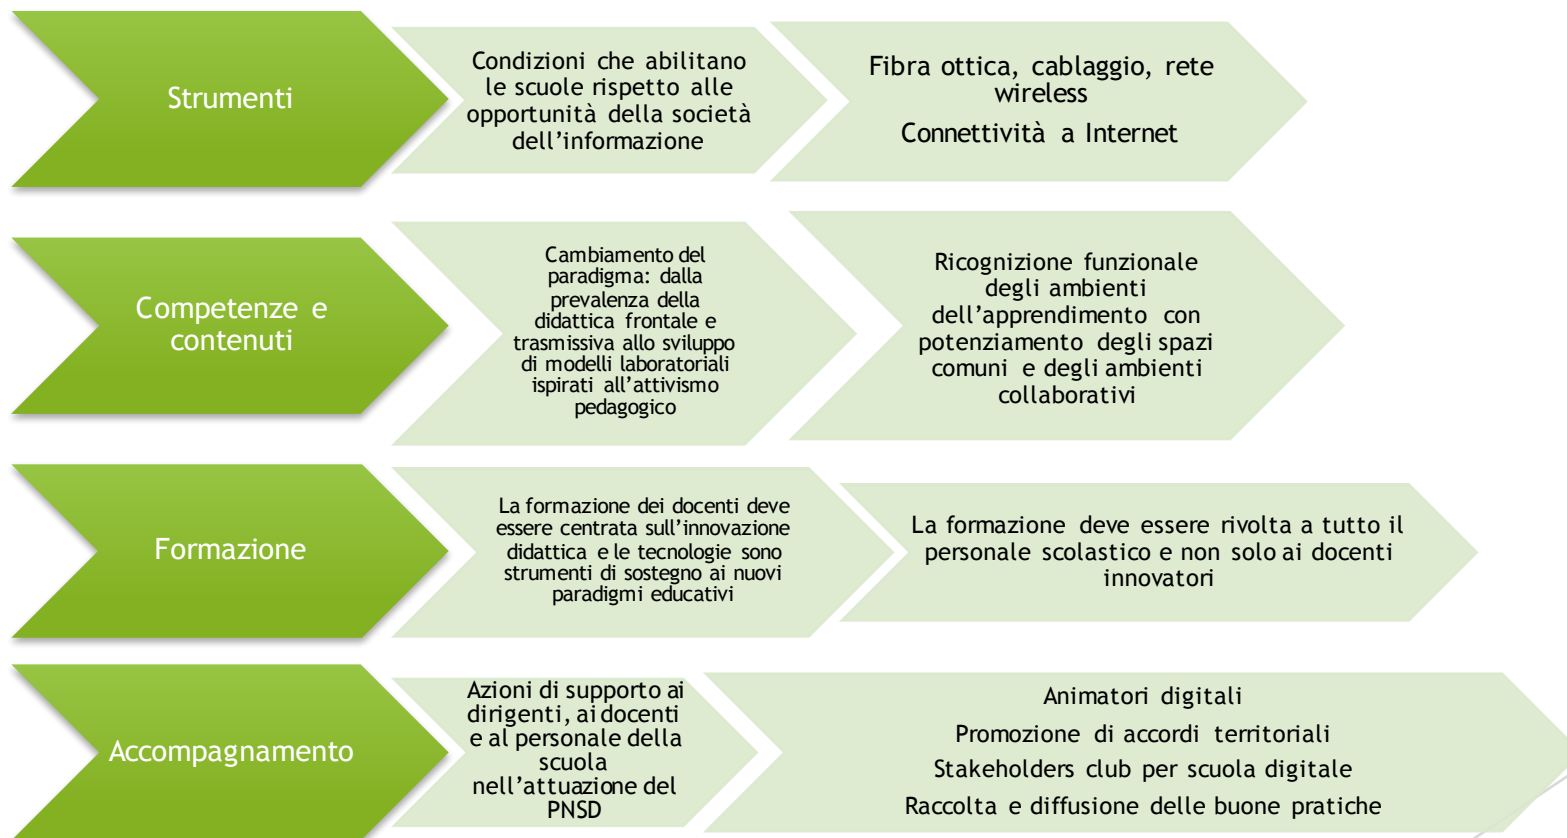 Strumenti
Condizioni che abilitano
le scuole rispetto alle
opportunità della società
dell’informazione
Fibra ottica, cablaggio, rete
wireless
Connettività a Internet
Competenze e
contenuti
Cambiamento del
paradigma: dalla
prevalenza della
didattica frontale e
trasmissiva allo sviluppo
di modelli laboratoriali
ispirati all’attivismo
pedagogico
Ricognizione funzionale
degli ambienti
dell’apprendimento con
potenziamento degli spazi
comuni e degli ambienti
collaborativi
Formazione
La formazione dei docenti deve
essere centrata sull’innovazione
didattica e le tecnologie sono
strumenti di sostegno ai nuovi
paradigmi educativi
La formazione deve essere rivolta a tutto il
personale scolastico e non solo ai docenti
innovatori
Accompagnamento
Azioni di supporto ai
dirigenti, ai docenti
e al personale della
scuola
nell’attuazione del
PNSD
Animatori digitali
Promozione di accordi territoriali
Stakeholders club per scuola digitale
Raccolta e diffusione delle buone pratiche